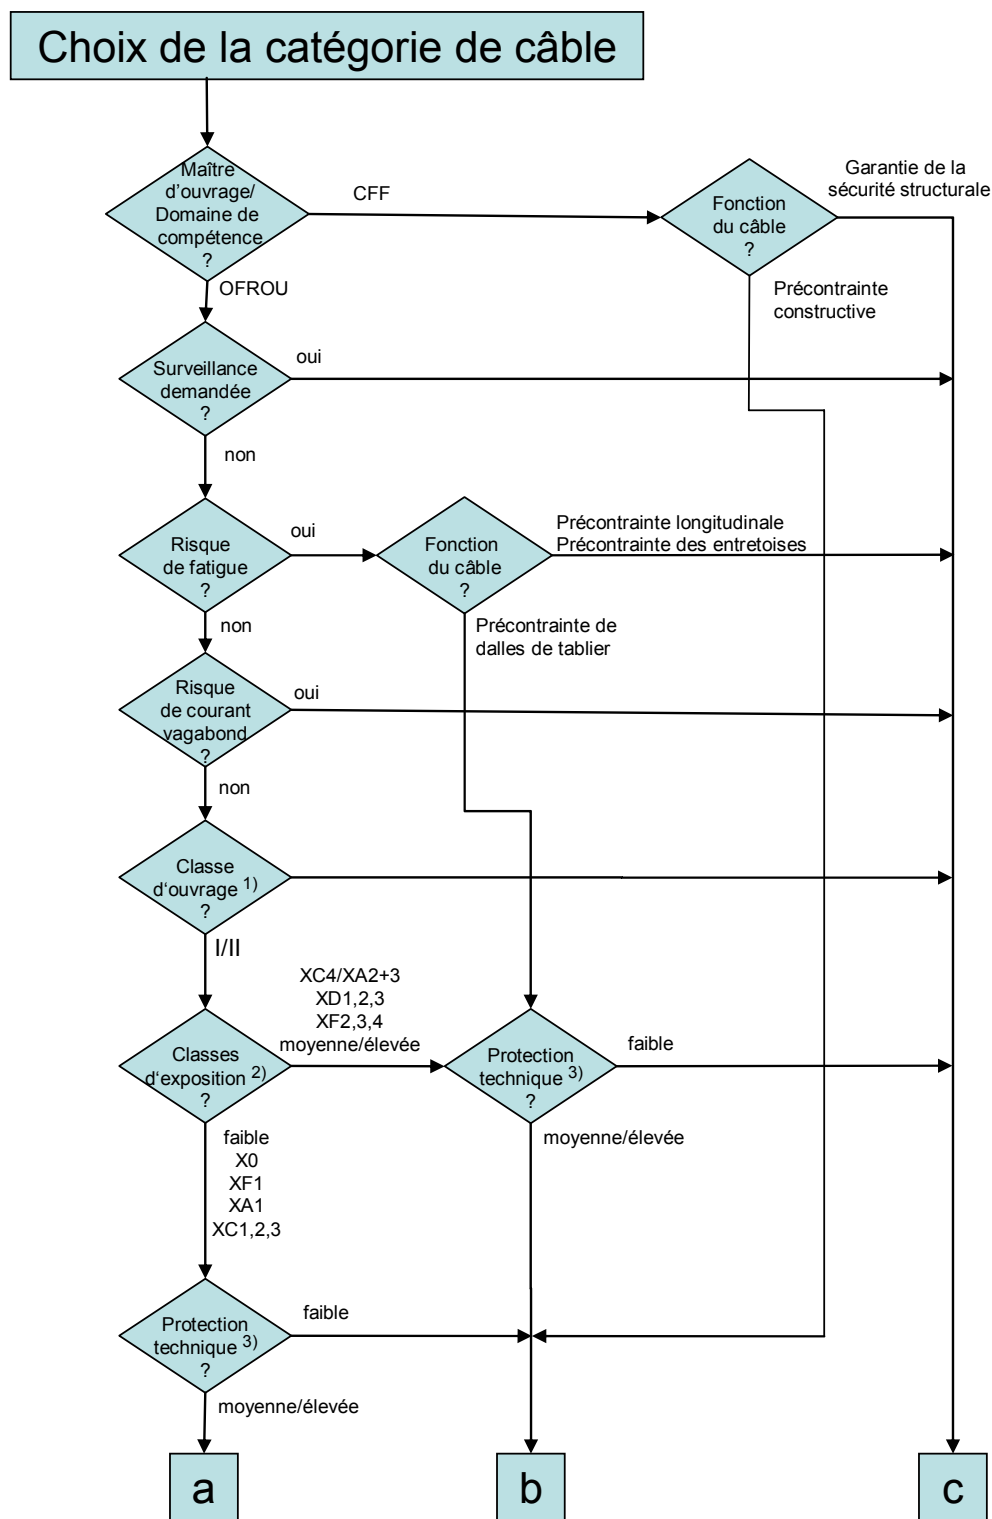 Choix de la catégorie de câble
Maître
d'ouvrage/
Domaine de
compétence
?
CFF
Fonction
du câble
?
Garantie de la
sécurité structurale
Précontrainte
constructive
OFROU
Surveillance
demandée
?
oui
non
Risque
de fatigue
?
oui
Fonction
du câble
?
Précontrainte longitudinale
Précontrainte des entretoises
non
Précontrainte de
dalles de tablier
Risque
de courant
vagabond
?
oui
non
Classe
d'ouvrage 1)
?
I/II
XC4/XA2+3
XD1,2,3
XF2,3,4
moyenne/élevée
Classes
d'exposition 2)
?
Protection
technique 3)
?
faible
moyenne/élevée
faible
X0
XF1
XA1
XC1,2,3
Protection
technique 3)
?
faible
moyenne/élevée
a
b
c